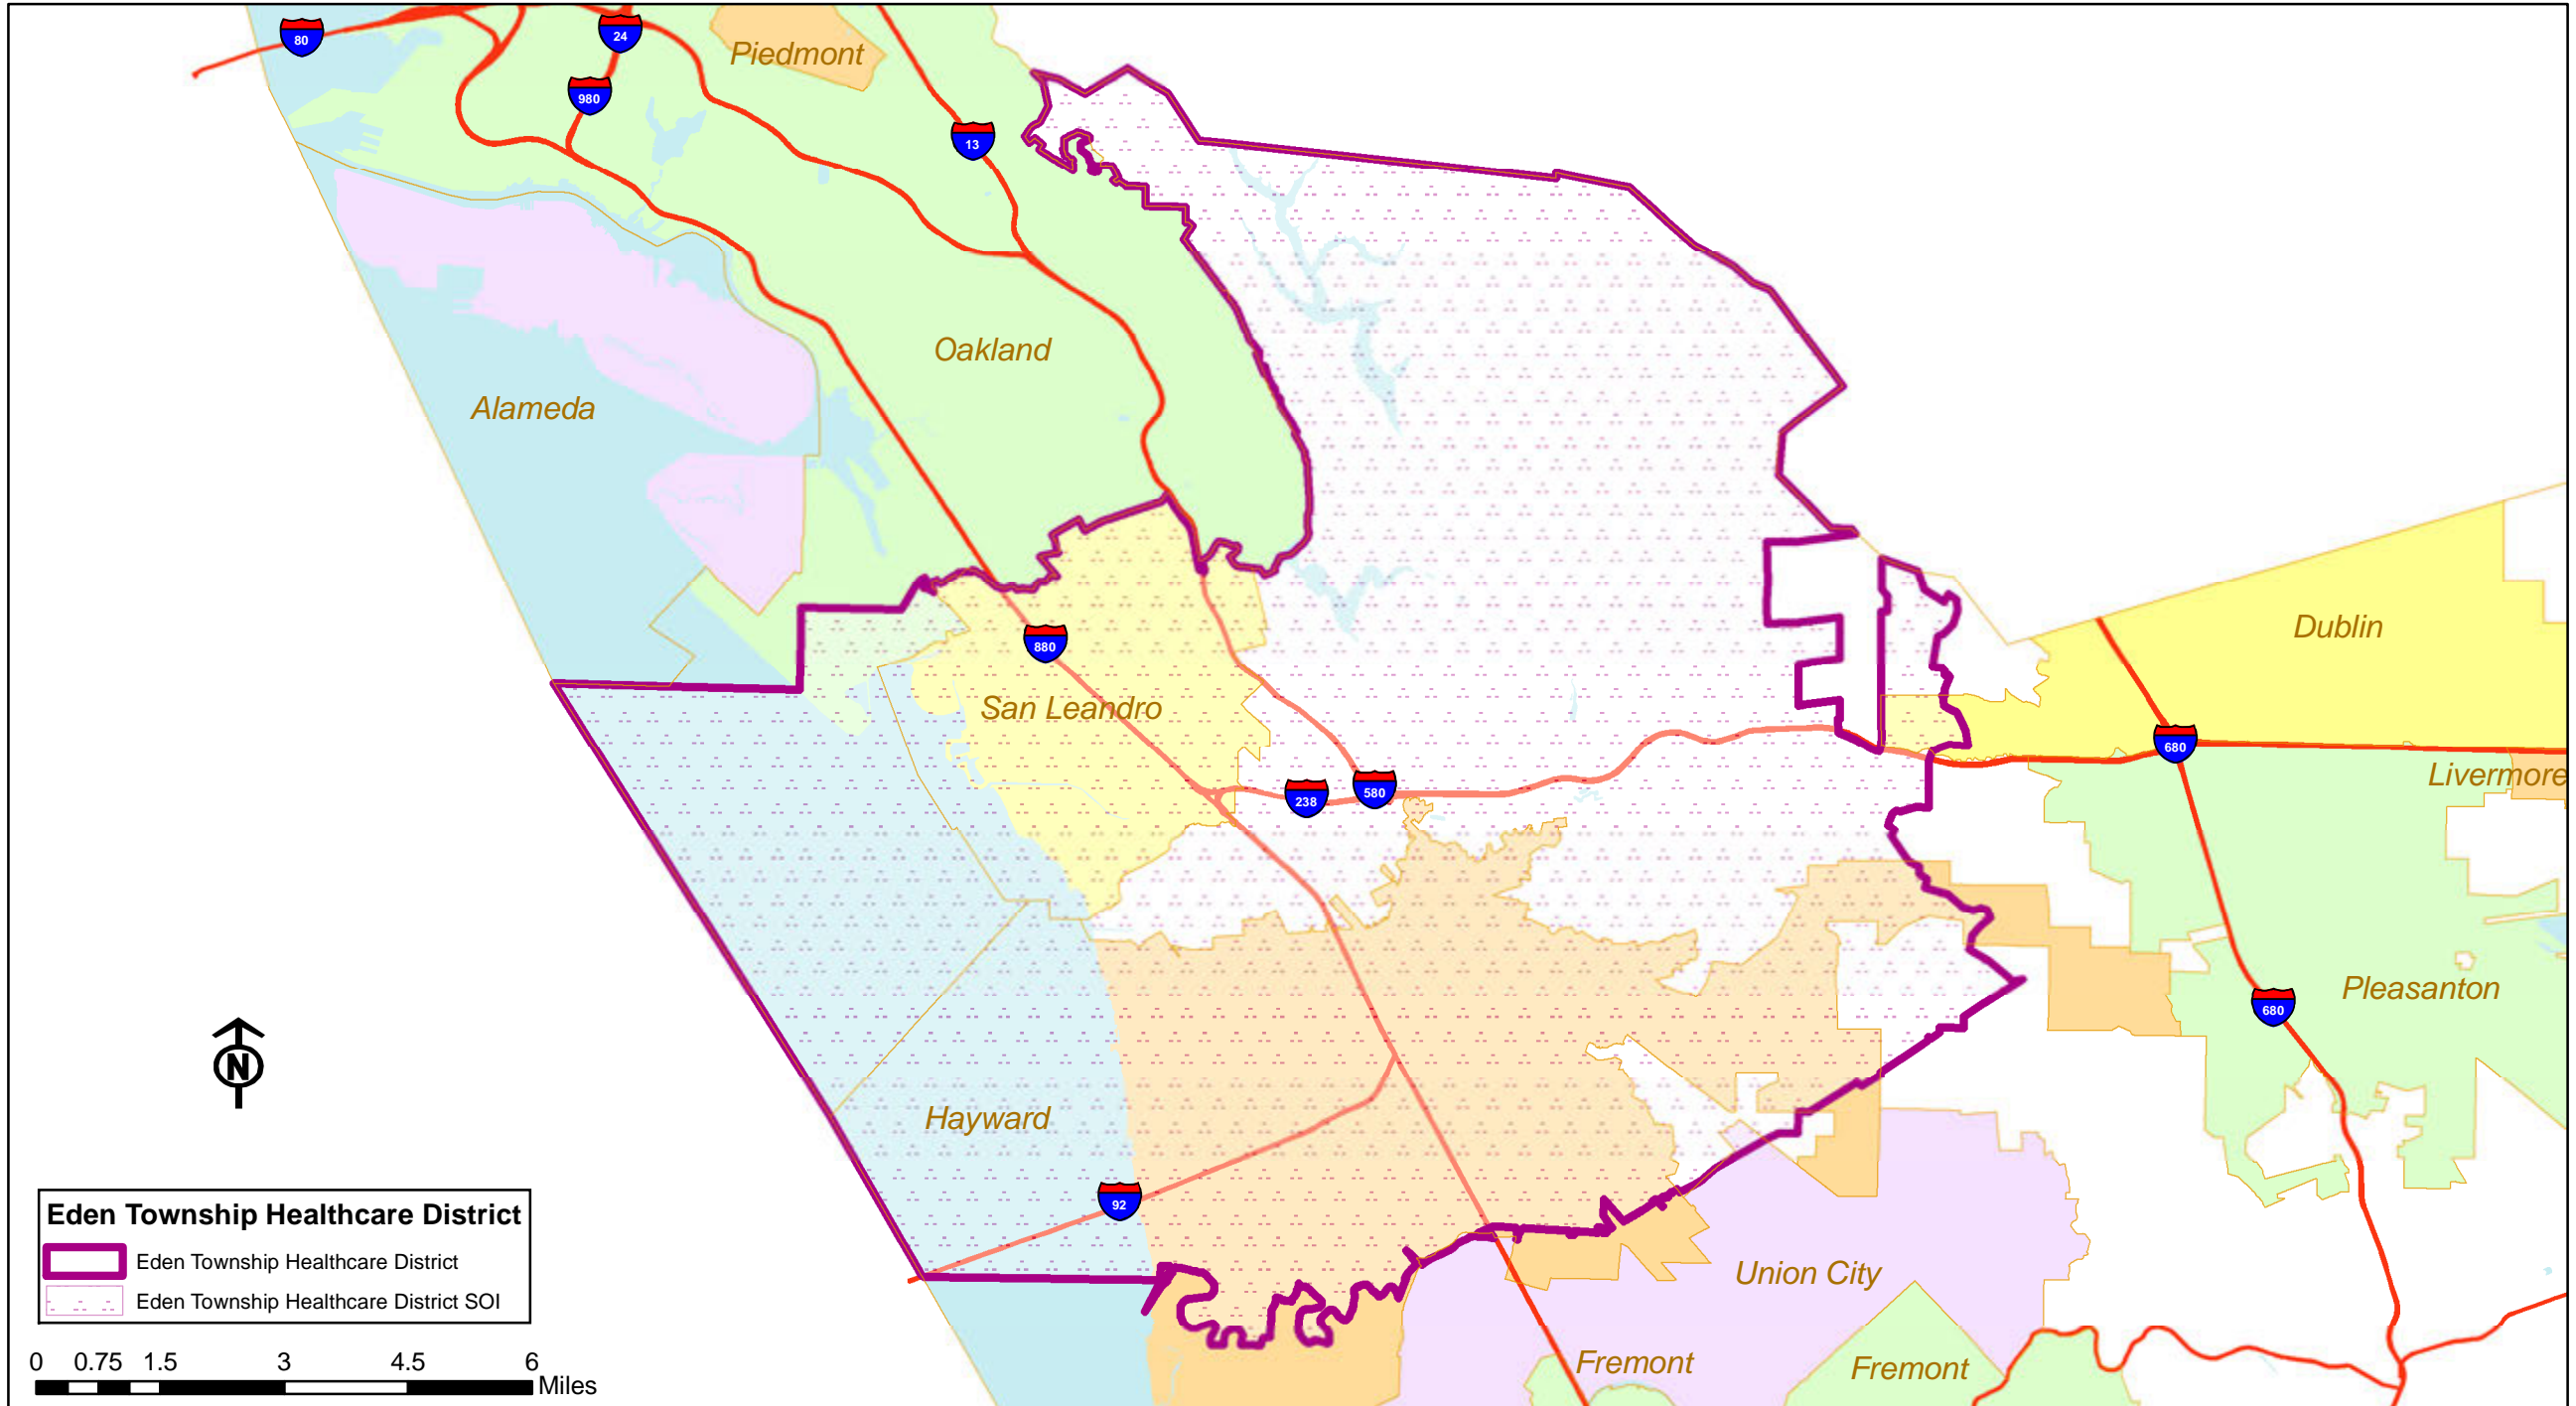 80
24
Piedmont
980
13
Oakland
Alameda
Dublin
880
San Leandro
680
Livermore
238
580
Pleasanton
680
Hayward
92
Union City
Fremont
Fremont
N
Eden Township Healthcare District
Eden Township Healthcare District
Eden Township Healthcare District SOI
0 0.75 1.5 3 4.5 6
Miles